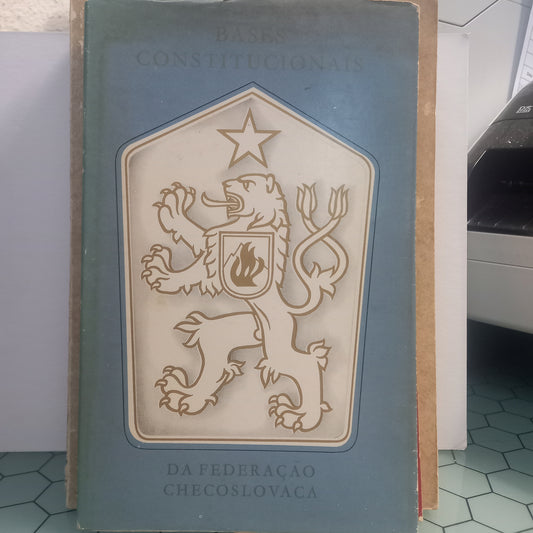 BASES
CONSTITUCIONAIS
DA FEDERAÇÃO
CHECOSLOVACA